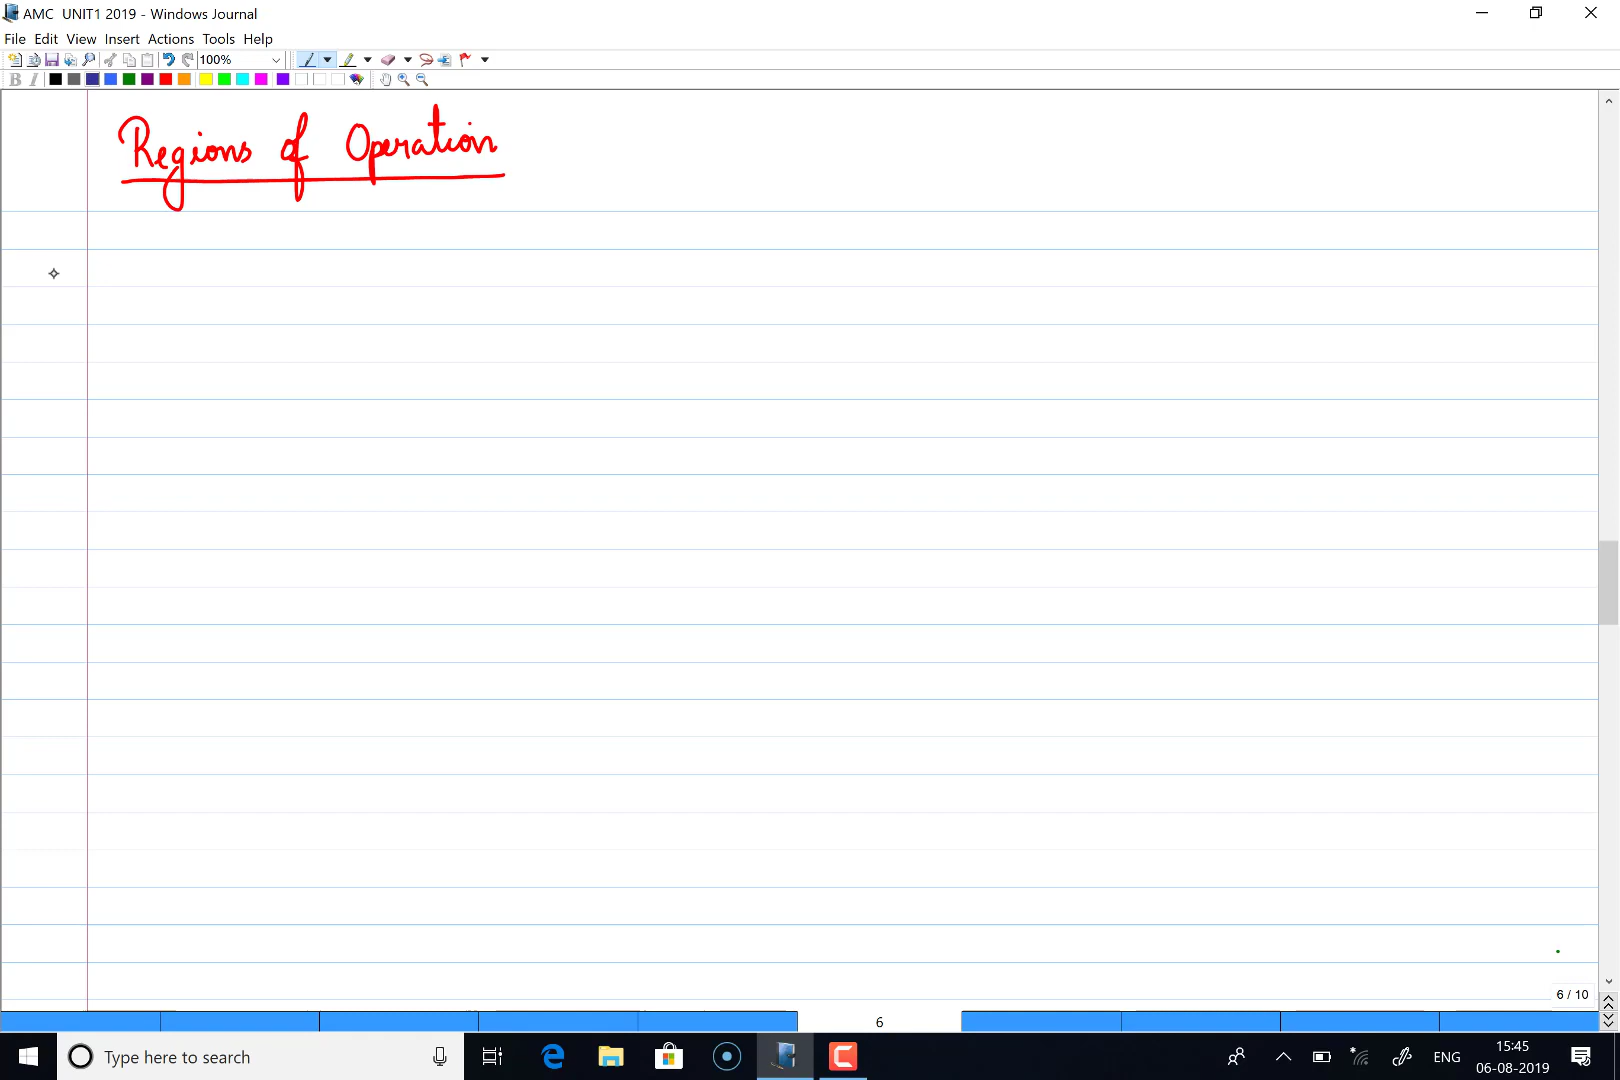 AMC UNIT1 2019 - Windows Journal
File Edit View Insert Actions Tools Help
100%
B I
Regions of Operation
6 / 10
6
Type here to search
ENG
15:45
06-08-2019